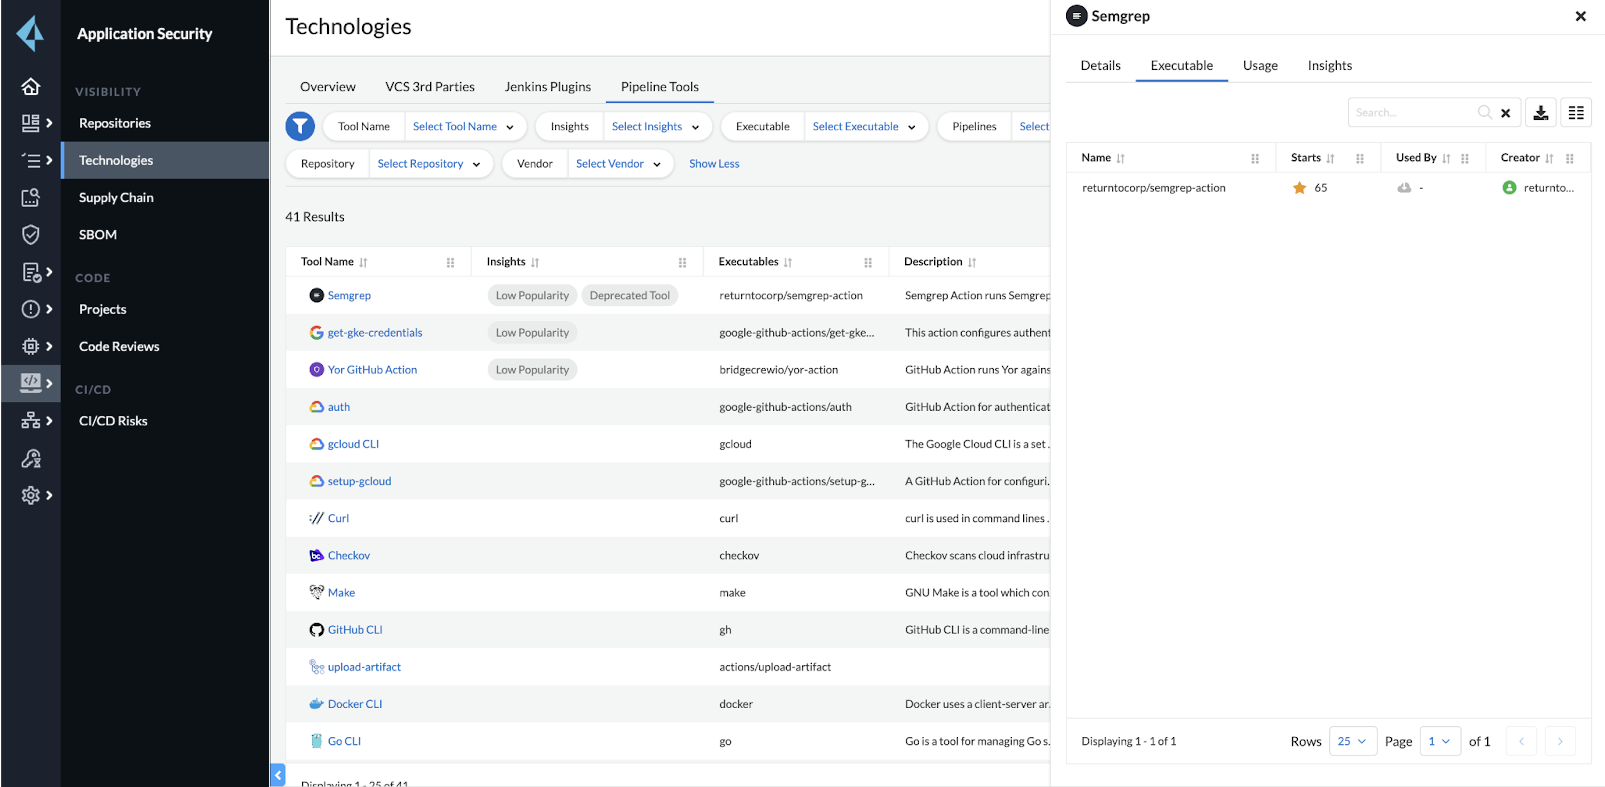 Application Security
VISIBILITY
Repositories
Technologies
Supply Chain
SBOM
CODE
Projects
Code Reviews
CI/CD
CI/CD Risks
Technologies
Overview VCS 3rd Parties Jenkins Plugins Pipeline Tools
Tool Name Select Tool Name Insights Select Insights Executable Select Executable Pipelines Select
Repository Select Repository Vendor Select Vendor Show Less
41 Results
Tool Name Insights Executables Description
Semgrep Low Popularity Deprecated Tool returntocorp/semgrep-action Semgrep Action runs Semgrep
get-gke-credentials Low Popularity google-github-actions/get-gke... This action configures authent
Yor GitHub Action Low Popularity bridgecrewio/yor-action GitHub Action runs Yor agains
auth google-github-actions/auth GitHub Action for authenticat
gcloud CLI gcloud The Google Cloud CLI is a set .
setup-gcloud google-github-actions/setup-g... A GitHub Action for configuri.
Curl curl curl is used in command lines .
Checkov checkov Checkov scans cloud infrastru
Make make GNU Make is a tool which con.
GitHub CLI gh GitHub CLI is a command-line
upload-artifact actions/upload-artifact
Docker CLI docker Docker uses a client-server ar.
Go CLI go Go is a tool for managing Go s.
Displaying 1 - 25 of 41
Semgrep
Details Executable Usage Insights
Search...
Name Starts Used By Creator
returntocorp/semgrep-action 65 - returnto...
Displaying 1 - 1 of 1 Rows 25 Page 1 of 1